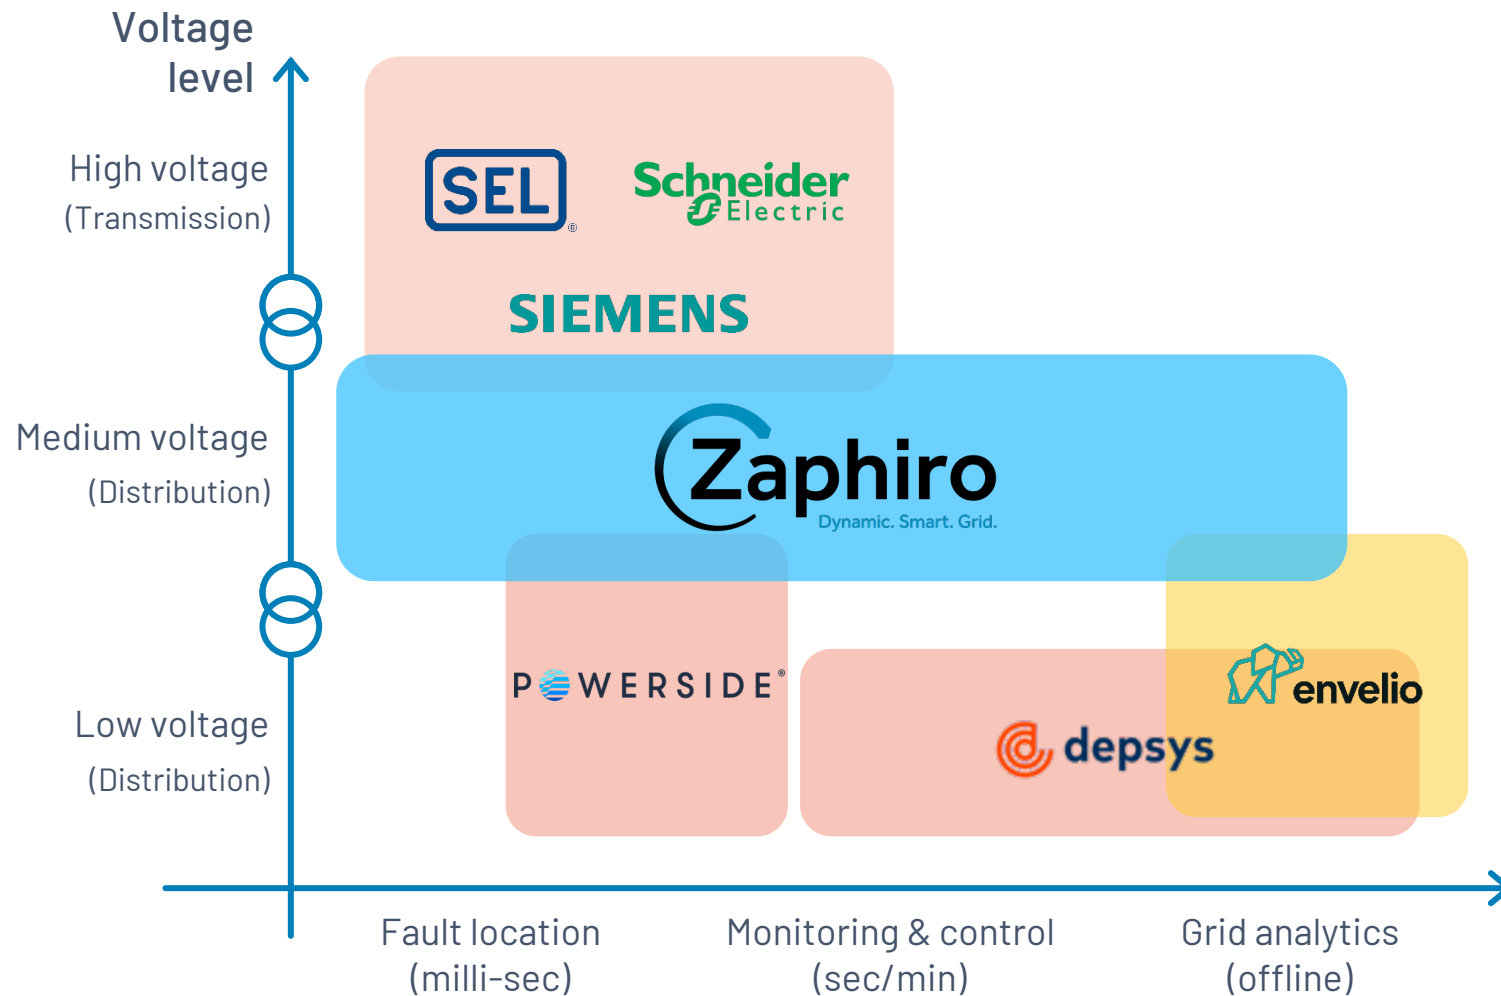 Voltage
level
High voltage
(Transmission)
SEL®
Schneider
Electric
SIEMENS
Medium voltage
(Distribution)
Zaphiro
Dynamic. Smart. Grid.
Low voltage
(Distribution)
POWERSIDE®
depsys
envelio
Fault location
(milli-sec)
Monitoring & control
(sec/min)
Grid analytics
(offline)